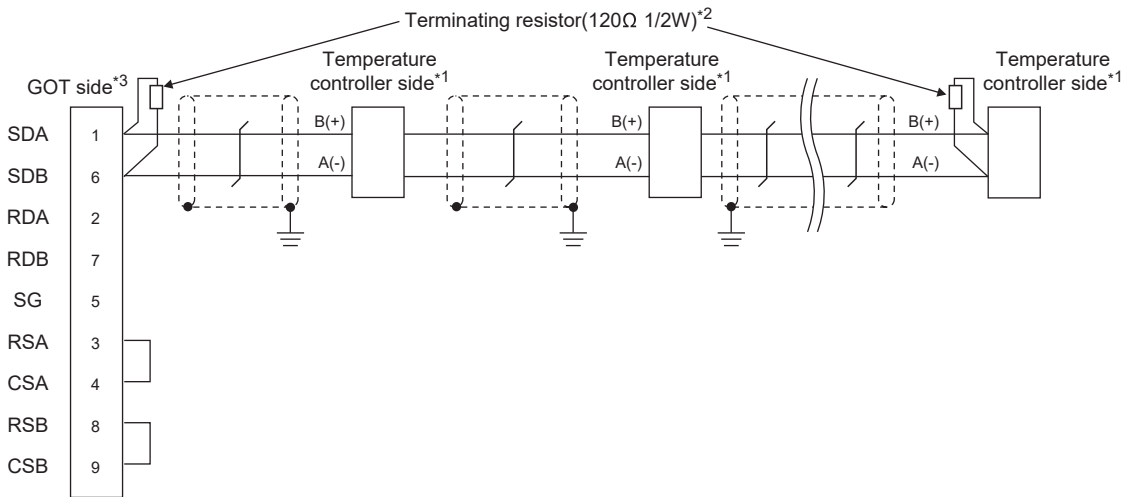 Terminating resistor(120Ω 1/2W)*2
GOT side*3
Temperature
controller side*1
Temperature
controller side*1
Temperature
controller side*1
SDA 1 B(+) B(+) B(+)
SDB 6 A(-) A(-) A(-)
RDA 2
RDB 7
SG 5
RSA 3
CSA 4
RSB 8
CSB 9